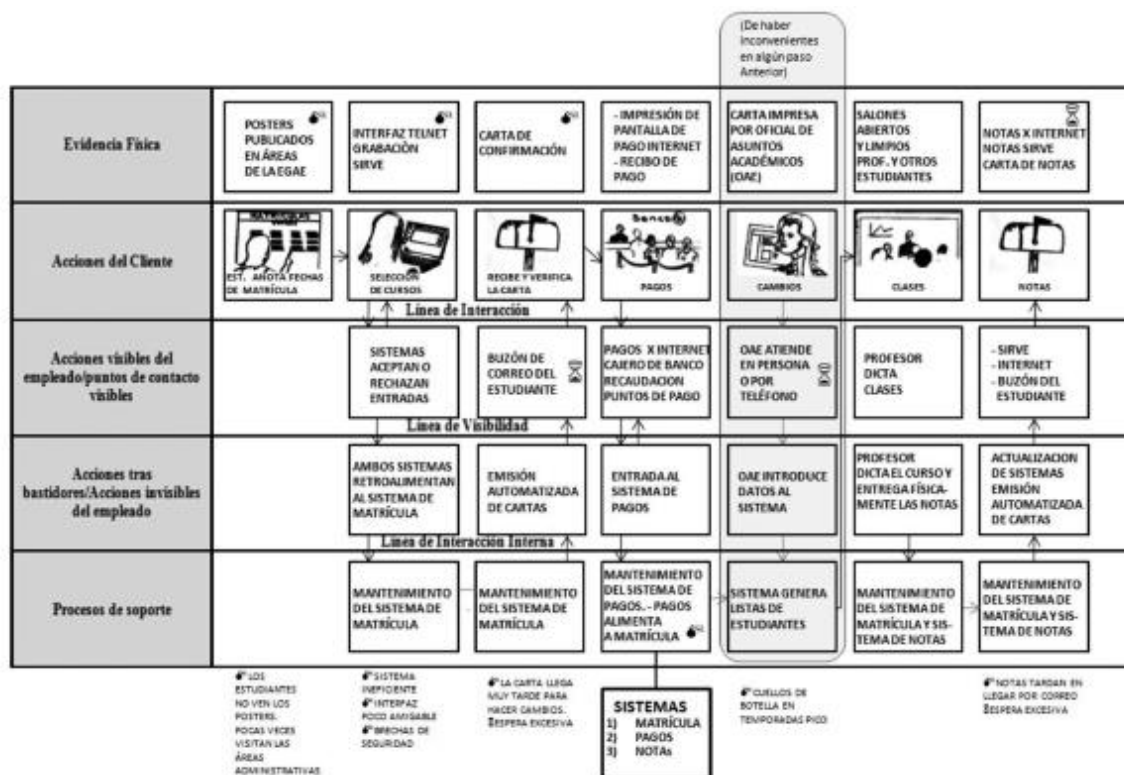 (De haber
inconvenientes
en algún paso
Anterior)
Evidencia Física
POSTERS
PUBLICADOS
EN ÁREAS
DE LA EGAE
INTERFAZ TELNET
GRABACIÒN
SIRVE
CARTA DE
CONFIRMACIÓN
- IMPRESIÓN DE
PANTALLA DE
PAGO INTERNET
- RECIBO DE
PAGO
CARTA IMPRESA
POR OFICIAL DE
ASUNTOS
ACADÉMICOS
(OAE)
SALONES
ABIERTOS
Y LIMPIOS
PROF. Y OTROS
ESTUDIANTES
NOTAS X INTERNET
NOTAS SIRVE
CARTA DE NOTAS
Acciones del Cliente
MATRÍCULAS
EST. ANOTA FECHAS
DE MATRÍCULA
SELECCIÓN
DE CURSOS
RECIBE Y VERIFICA
LA CARTA
Banco
PAGOS
CAMBIOS
CLASES
NOTAS
Línea de Interacción
Acciones visibles del
empleado/puntos de contacto
visibles
SISTEMAS
ACEPTAN O
RECHAZAN
ENTRADAS
BUZÓN DE
CORREO DEL
ESTUDIANTE
PAGOS X INTERNET
CAJERO DE BANCO
RECAUDACION
PUNTOS DE PAGO
OAE ATIENDE
EN PERSONA
O POR
TELÉFONO
PROFESOR
DICTA
CLASES
- SIRVE
- INTERNET
- BUZÓN DEL
ESTUDIANTE
Línea de Visibilidad
Acciones tras
bastidores/Acciones invisibles
del empleado
AMBOS SISTEMAS
RETROALIMENTAN
AL SISTEMA DE
MATRÍCULA
EMISIÓN
AUTOMATIZADA
DE CARTAS
ENTRADA AL
SISTEMA DE
PAGOS
OAE INTRODUCE
DATOS AL
SISTEMA
PROFESOR
DICTA EL CURSO Y
ENTREGA FÍSICA-
MENTE LAS NOTAS
ACTUALIZACION
DE SISTEMAS
EMISIÓN
AUTOMATIZADA
DE CARTAS
Línea de Interacción Interna
Procesos de soporte
MANTENIMIENTO
DEL SISTEMA DE
MATRÍCULA
MANTENIMIENTO
DEL SISTEMA DE
MATRÍCULA
MANTENIMIENTO
DEL SISTEMA DE
PAGOS. - PAGOS
ALIMENTA
A MATRÍCULA
SISTEMA GENERA
LISTAS DE
ESTUDIANTES
MANTENIMIENTO
DEL SISTEMA DE
MATRÍCULA Y SIS-
TEMA DE NOTAS
MANTENIMIENTO
DEL SISTEMA DE
MATRÍCULA Y SIS-
TEMA DE NOTAS
LOS
ESTUDIANTES
NO VEN LOS
POSTERS.
POCAS VECES
VISITAN LAS
ÁREAS
ADMINISTRATIVAS
SISTEMA
INEFICIENTE
INTERFAZ
POCO AMIGABLE
BRECHAS DE
SEGURIDAD
LA CARTA LLEGA
MUY TARDE PARA
HACER CAMBIOS.
ESPERA EXCESIVA
SISTEMAS
1) MATRÍCULA
2) PAGOS
3) NOTAs
CUELLOS DE
BOTELLA EN
TEMPORADAS PICO
NOTAS TARDAN EN
LLEGAR POR CORREO
ESPERA EXCESIVA